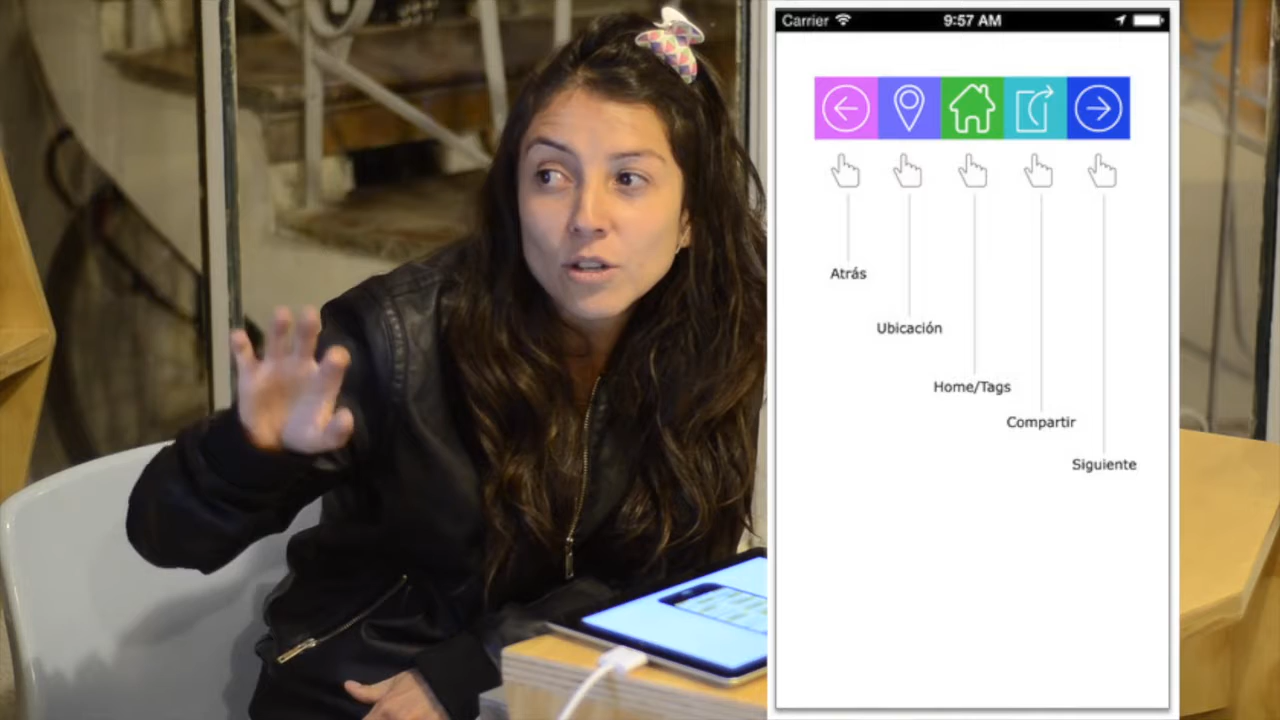 Carrier 9:57 AM
Atrás
Ubicación
Home/Tags
Compartir
Siguiente